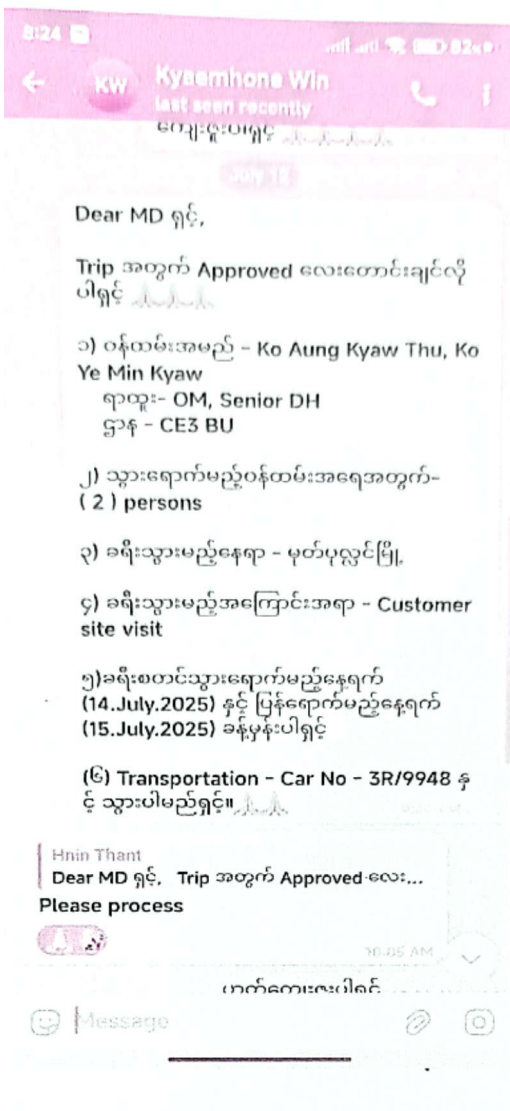 8:24
82
KW
Kyaemhone Win
last seen recently
ကျေးဇူးပါရှင့် 🙏🙏🙏🙏
Dear MD ရှင့်,
Trip အတွက် Approved လေးတောင်းချင်လို့
ပါရှင့် 🙏🙏🙏
၁) ဝန်ထမ်းအမည် – Ko Aung Kyaw Thu, Ko
Ye Min Kyaw
ရာထူး:- OM, Senior DH
ဌာန – CE3 BU
၂) သွားရောက်မည့်ဝန်ထမ်းအရေအတွက်–
( 2 ) persons
၃) ခရီးသွားမည့်နေရာ – မုတ်ပုလ္လင်မြို့
၄) ခရီးသွားမည့်အကြောင်းအရာ – Customer
site visit
၅)ခရီးစတင်သွားရောက်မည့်နေ့ရက်
(14.July.2025) နှင့် ပြန်ရောက်မည့်နေ့ရက်
(15.July.2025) ခန့်မှန်းပါရှင့်
(၆) Transportation – Car No – 3R/9948 န
ှင့် သွားပါမည်ရှင့်။ 🙏🙏
Hnin Thant
Dear MD ရှင့်, Trip အတွက် Approved လေး...
Please process
10:05 AM
Message